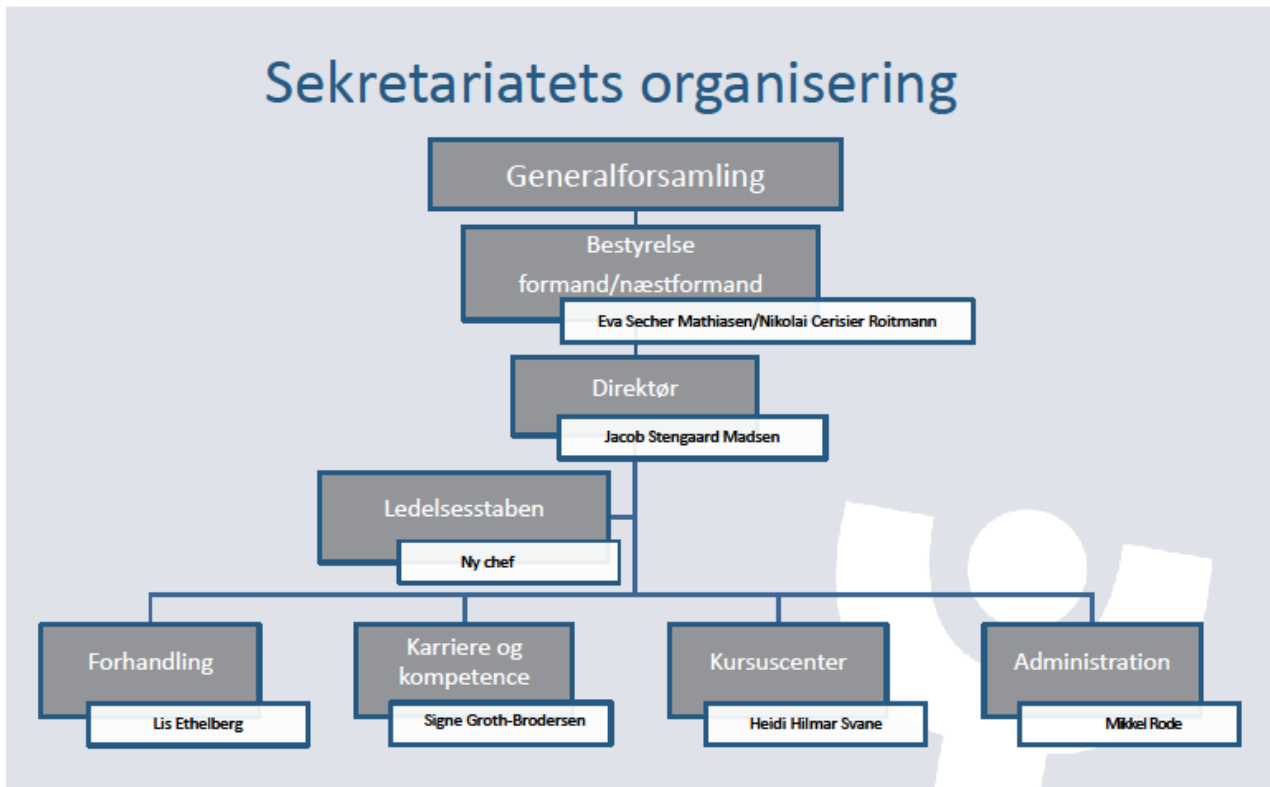 Sekretariatets organisering
Generalforsamling
Bestyrelse
formand/næstformand
Eva Secher Mathiasen/Nikolai Cerisier Roitmann
Direktør
Jacob Stengaard Madsen
Ledelsesstaben
Ny chef
Forhandling
Lis Ethelberg
Karriere og
kompetence
Signe Groth-Brodersen
Kursuscenter
Heidi Hilmar Svane
Administration
Mikkel Rode